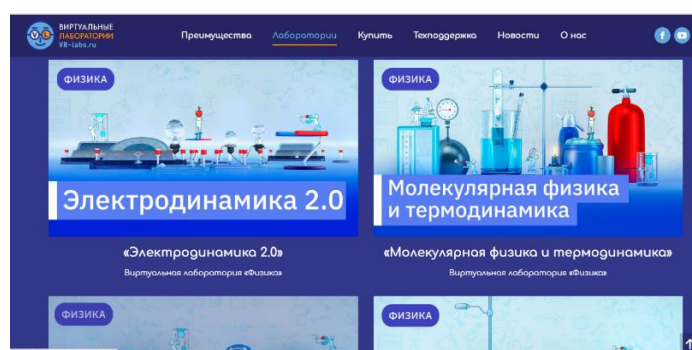 ВИРТУАЛЬНЫЕ
ЛАБОРАТОРИИ
VR-labs.ru
Преимущества Лаборатории Купить Техподдержка Новости О нас
ФИЗИКА
Электродинамика 2.0
«Электродинамика 2.0»
Виртуальная лаборатория «Физика»
ФИЗИКА
Молекулярная физика
и термодинамика
«Молекулярная физика и термодинамика»
Виртуальная лаборатория «Физика»
ФИЗИКА
ФИЗИКА